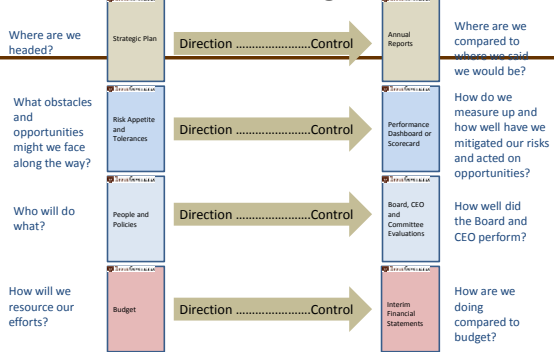 Where are we
headed?
Strategic Plan
Direction ......................Control
Annual
Reports
Where are we
compared to
where we said
we would be?
What obstacles
and
opportunities
might we face
along the way?
Risk Appetite
and
Tolerances
Direction ......................Control
Performance
Dashboard or
Scorecard
How do we
measure up and
how well have we
mitigated our risks
and acted on
opportunities?
Who will do
what?
People and
Policies
Direction ......................Control
Board, CEO
and
Committee
Evaluations
How well did
the Board and
CEO perform?
How will we
resource our
efforts?
Budget
Direction ......................Control
Interim
Financial
Statements
How are we
doing
compared to
budget?